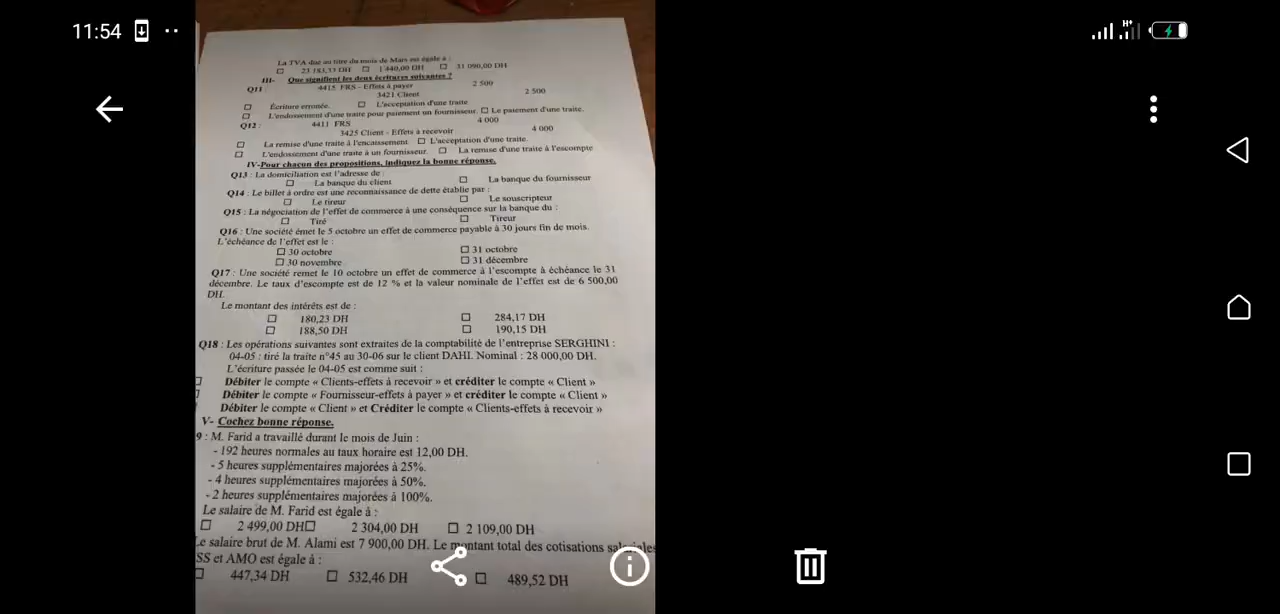 11:54
H+
La TVA due au titre du mois de Mars est égale :
☐ 23 183,33 DH ☐ 1 440,00 DH ☐ 31 090,00 DH
III- Que signifient les deux écritures suivantes ?
Q11 : 4415 FRS - Effets à payer 2 500
3421 Client 2 500
☐ Écriture erronée. ☐ L'acceptation d'une traite
☐ L'endossement d'une traite pour paiement un fournisseur. ☐ Le paiement d'une traite.
Q12 : 4411 FRS 4 000
3425 Client - Effets à recevoir 4 000
☐ La remise d'une traite à l'encaissement ☐ L'acceptation d'une traite.
☐ L'endossement d'une traite à un fournisseur. ☐ La remise d'une traite à l'escompte
IV-Pour chacun des propositions, indiquez la bonne réponse.
Q13 : La domiciliation est l'adresse de :
☐ La banque du client ☐ La banque du fournisseur
Q14 : Le billet à ordre est une reconnaissance de dette établie par :
☐ Le tireur ☐ Le souscripteur
Q15 : La négociation de l'effet de commerce à une conséquence sur la banque du :
☐ Tiré ☐ Tireur
Q16 : Une société émet le 5 octobre un effet de commerce payable à 30 jours fin de mois.
L'échéance de l'effet est le :
☐ 30 octobre ☐ 31 octobre
☐ 30 novembre ☐ 31 décembre
Q17 : Une société remet le 10 octobre un effet de commerce à l'escompte à échéance le 31
décembre. Le taux d'escompte est de 12 % et la valeur nominale de l'effet est de 6 500,00
DH.
Le montant des intérêts est de :
☐ 180,23 DH ☐ 284,17 DH
☐ 188,50 DH ☐ 190,15 DH
Q18 : Les opérations suivantes sont extraites de la comptabilité de l'entreprise SERGHINI :
04-05 : tiré la traite n°45 au 30-06 sur le client DAHI. Nominal : 28 000,00 DH.
L'écriture passée le 04-05 est comme suit :
Débiter le compte « Clients-effets à recevoir » et créditer le compte « Client »
Débiter le compte « Fournisseur-effets à payer » et créditer le compte « Client »
Débiter le compte « Client » et Créditer le compte « Clients-effets à recevoir »
V- Cochez bonne réponse.
9 : M. Farid a travaillé durant le mois de Juin :
- 192 heures normales au taux horaire est 12,00 DH.
- 5 heures supplémentaires majorées à 25%.
- 4 heures supplémentaires majorées à 50%.
- 2 heures supplémentaires majorées à 100%.
Le salaire de M. Farid est égale à :
☐ 2 499,00 DH☐ 2 304,00 DH ☐ 2 109,00 DH
Le salaire brut de M. Alami est 7 900,00 DH. Le montant total des cotisations salariales
SS et AMO est égale à :
☐ 447,34 DH ☐ 532,46 DH ☐ 489,52 DH